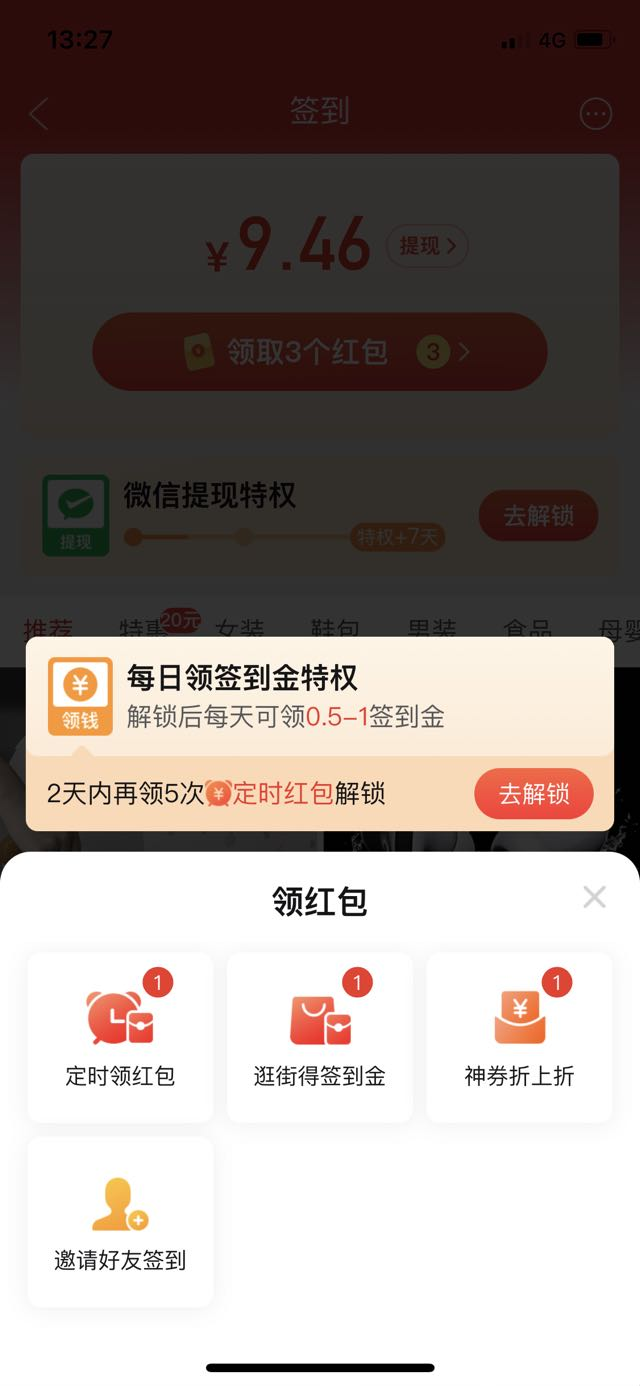 13:27
4G
签到
¥9.46 提现
领取3个红包 3
微信提现特权
提现
特权+7天
去解锁
推荐 特惠 20元 女装 鞋包 男装 食品 母婴
每日领签到金特权
领钱
解锁后每天可领0.5-1签到金
2天内再领5次¥定时红包解锁
去解锁
领红包
1
定时领红包
1
逛街得签到金
1
¥
神券折上折
邀请好友签到